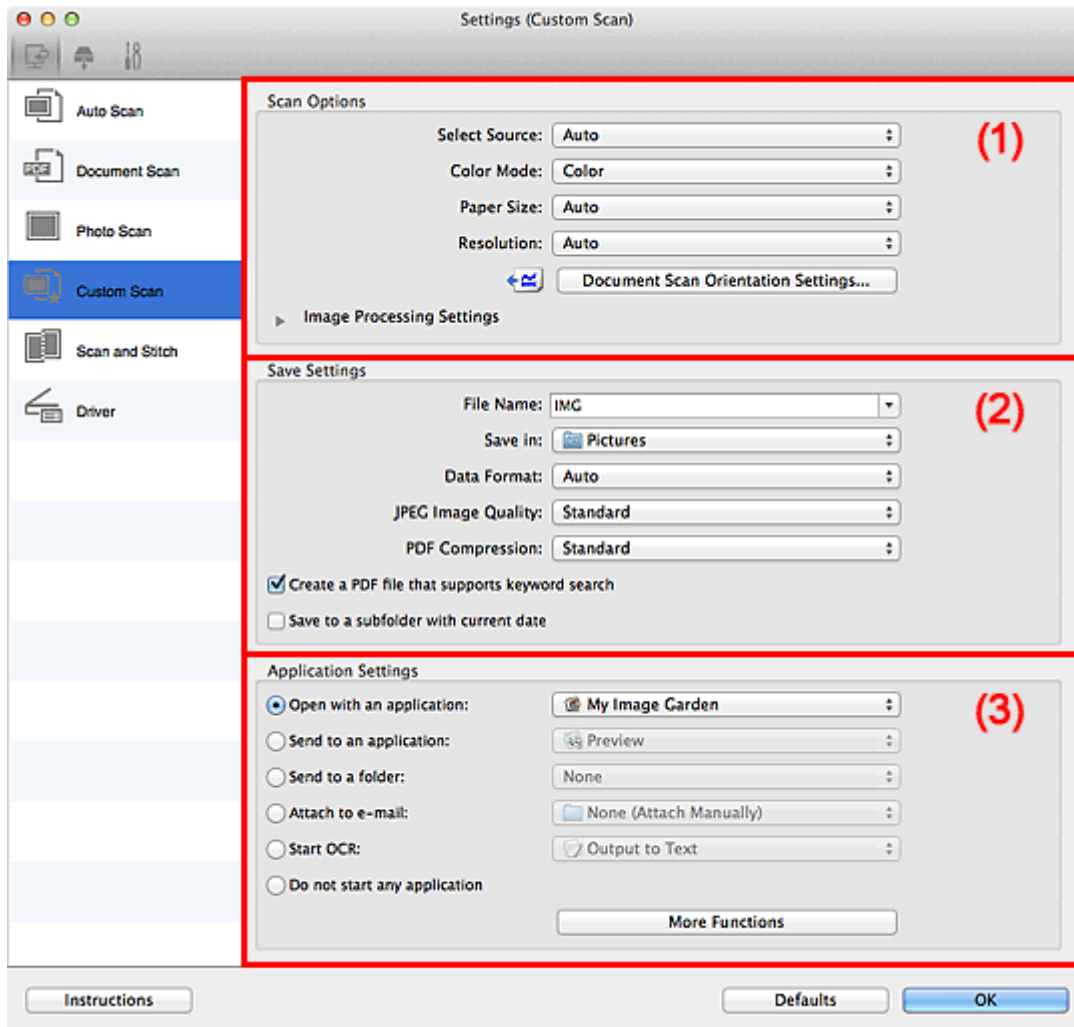 Settings (Custom Scan)
Auto Scan
PDF
Document Scan
Photo Scan
Custom Scan
Scan and Stitch
Driver
Scan Options
(1)
Select Source: Auto
Color Mode: Color
Paper Size: Auto
Resolution: Auto
Document Scan Orientation Settings...
Image Processing Settings
Save Settings
(2)
File Name: IMG
Save in: Pictures
Data Format: Auto
JPEG Image Quality: Standard
PDF Compression: Standard
Create a PDF file that supports keyword search
Save to a subfolder with current date
Application Settings
(3)
Open with an application: My Image Garden
Send to an application: Preview
Send to a folder: None
Attach to e-mail: None (Attach Manually)
Start OCR: Output to Text
Do not start any application
More Functions
Instructions
Defaults
OK